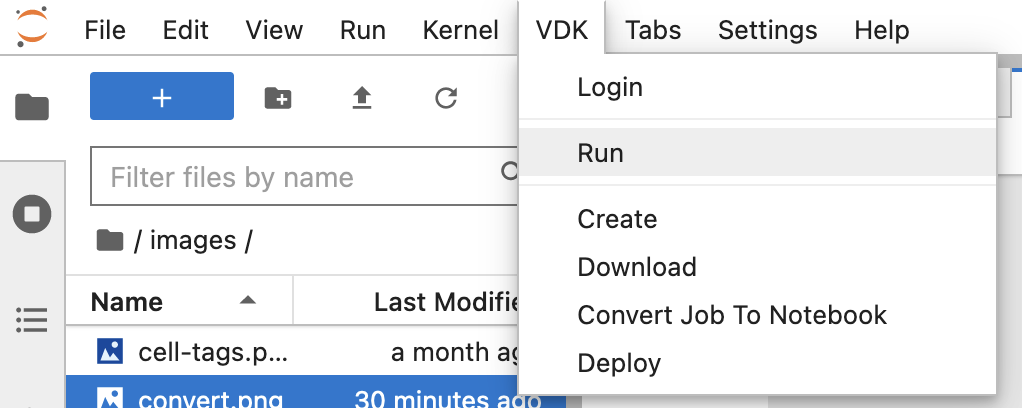 File Edit View Run Kernel VDK Tabs Settings Help
Login
Run
Create
Download
Convert Job To Notebook
Deploy
+
Filter files by name
/ images /
Name Last Modifie
cell-tags.p... a month ag
convert.png 30 minutes ago